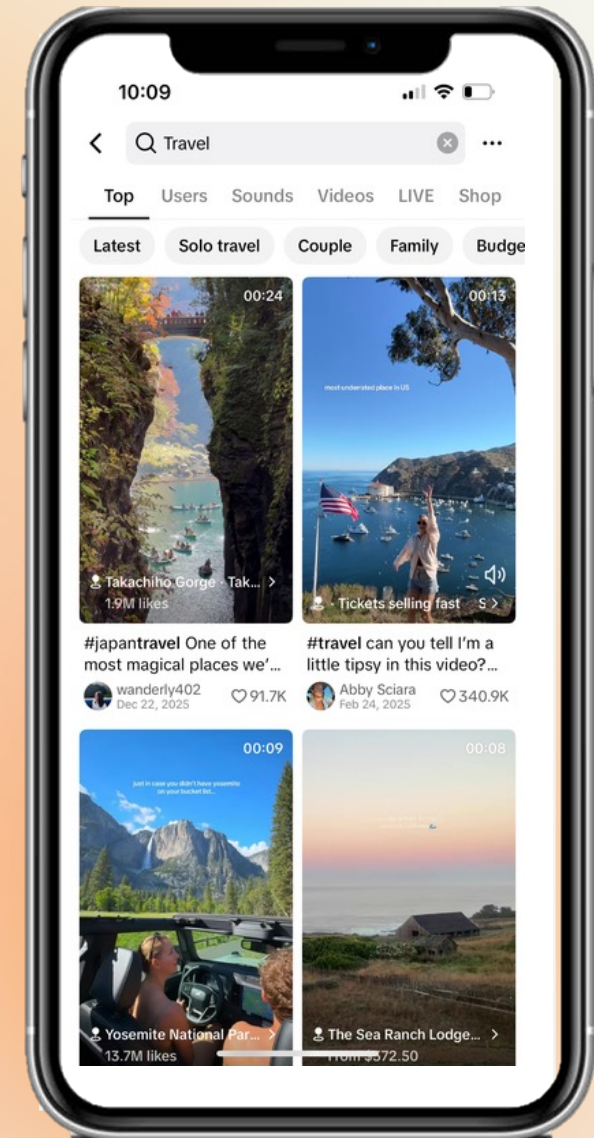 10:09
Travel
Top Users Sounds Videos LIVE Shop
Latest Solo travel Couple Family Budge
00:24
Takachiho Gorge · Tak... >
1.9M likes
#japantravel One of the
most magical places we'...
wanderly402
Dec 22, 2025
91.7K
00:13
most underrated place in US
· Tickets selling fast S >
#travel can you tell I'm a
little tipsy in this video?...
Abby Sciara
Feb 24, 2025
340.9K
00:09
just in case you didn't have yosemite
on your bucket list...
Yosemite National Par... >
13.7M likes
00:08
The Sea Ranch Lodge... >
From $372.50